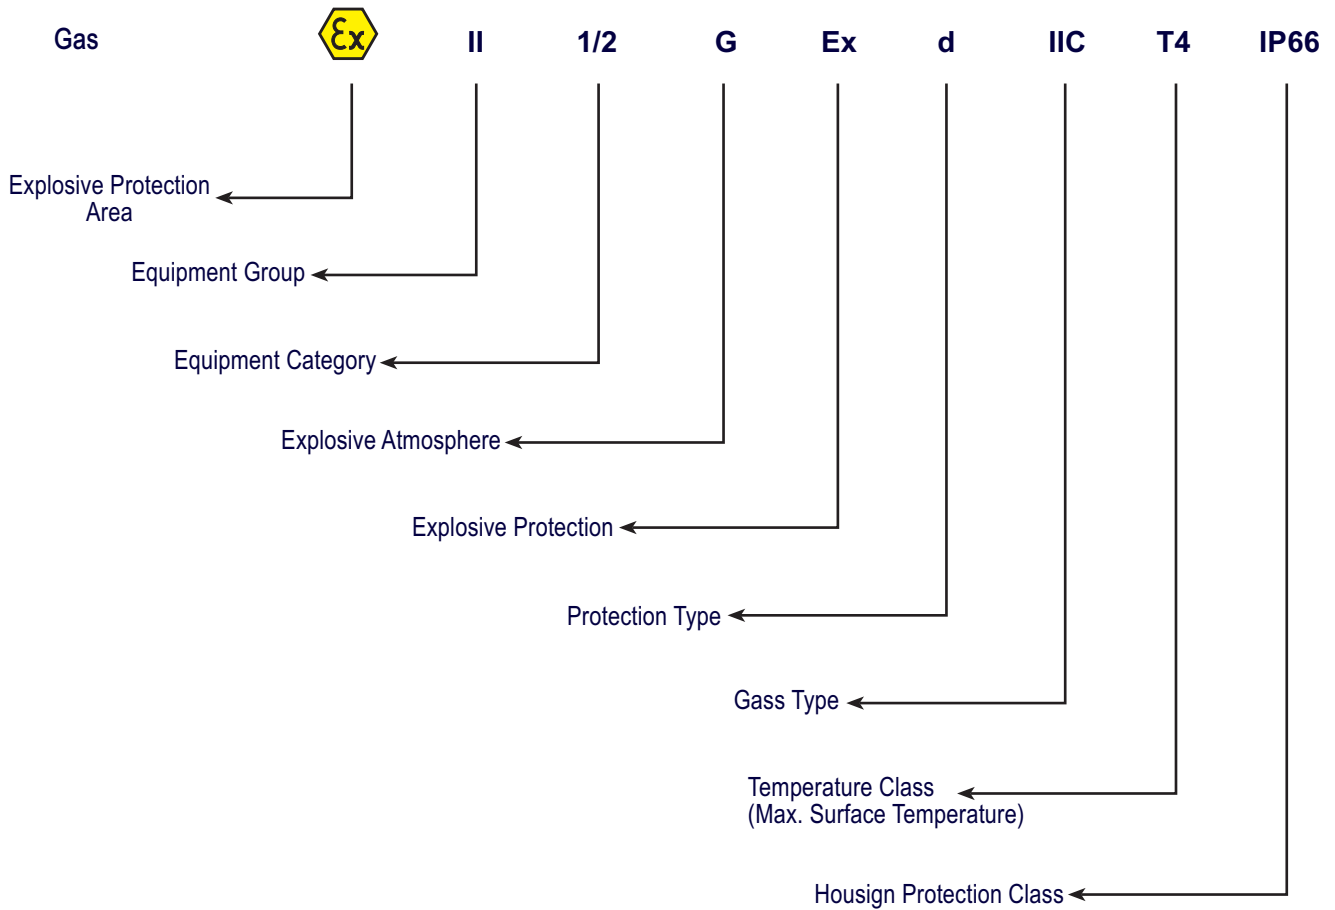 Gas Ex II 1/2 G Ex d IIC T4 IP66
Explosive Protection
Area
Equipment Group
Equipment Category
Explosive Atmosphere
Explosive Protection
Protection Type
Gass Type
Temperature Class
(Max. Surface Temperature)
Housign Protection Class